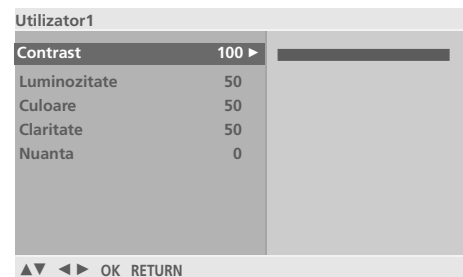 Utilizator1
Contrast 100 ►
Luminozitate 50
Culoare 50
Claritate 50
Nuanta 0
▲▼ ◄ ► OK RETURN